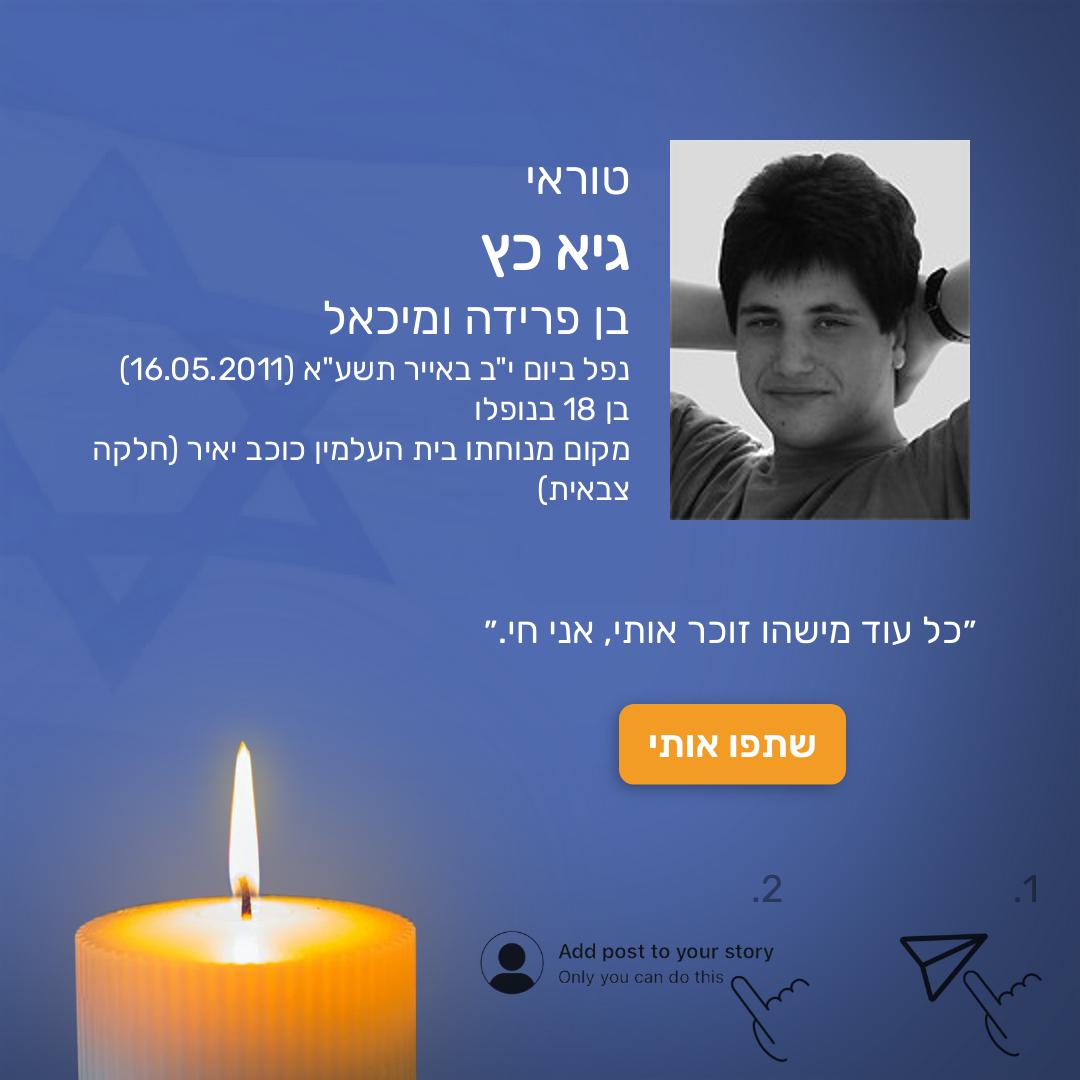 טוראי
גיא כץ
בן פרידה ומיכאל
נפל ביום י"ב באייר תשע"א (16.05.2011)
בן 18 בנופלו
מקום מנוחתו בית העלמין כוכב יאיר (חלקה
צבאית)
״כל עוד מישהו זוכר אותי, אני חי.״
שתפו אותי
.1
.2
Add post to your story
Only you can do this